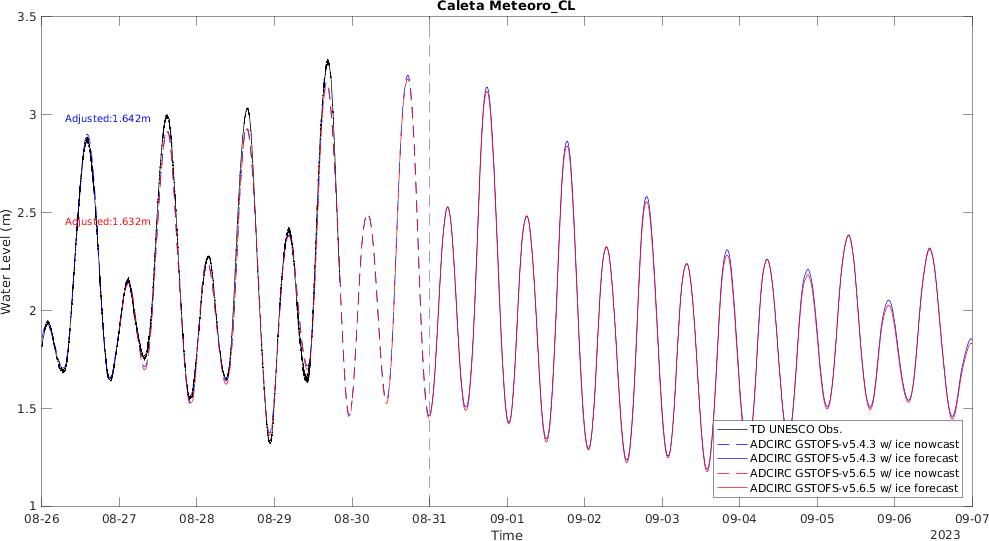 Caleta Meteoro_CL
3.5
3
2.5
2
1.5
1
Water Level (m)
Adjusted:1.642m
Adjusted:1.632m
TD UNESCO Obs.
ADCIRC GSTOFS-v5.4.3 w/ ice nowcast
ADCIRC GSTOFS-v5.4.3 w/ ice forecast
ADCIRC GSTOFS-v5.6.5 w/ ice nowcast
ADCIRC GSTOFS-v5.6.5 w/ ice forecast
08-26 08-27 08-28 08-29 08-30 08-31 09-01 09-02 09-03 09-04 09-05 09-06 09-07
Time
2023